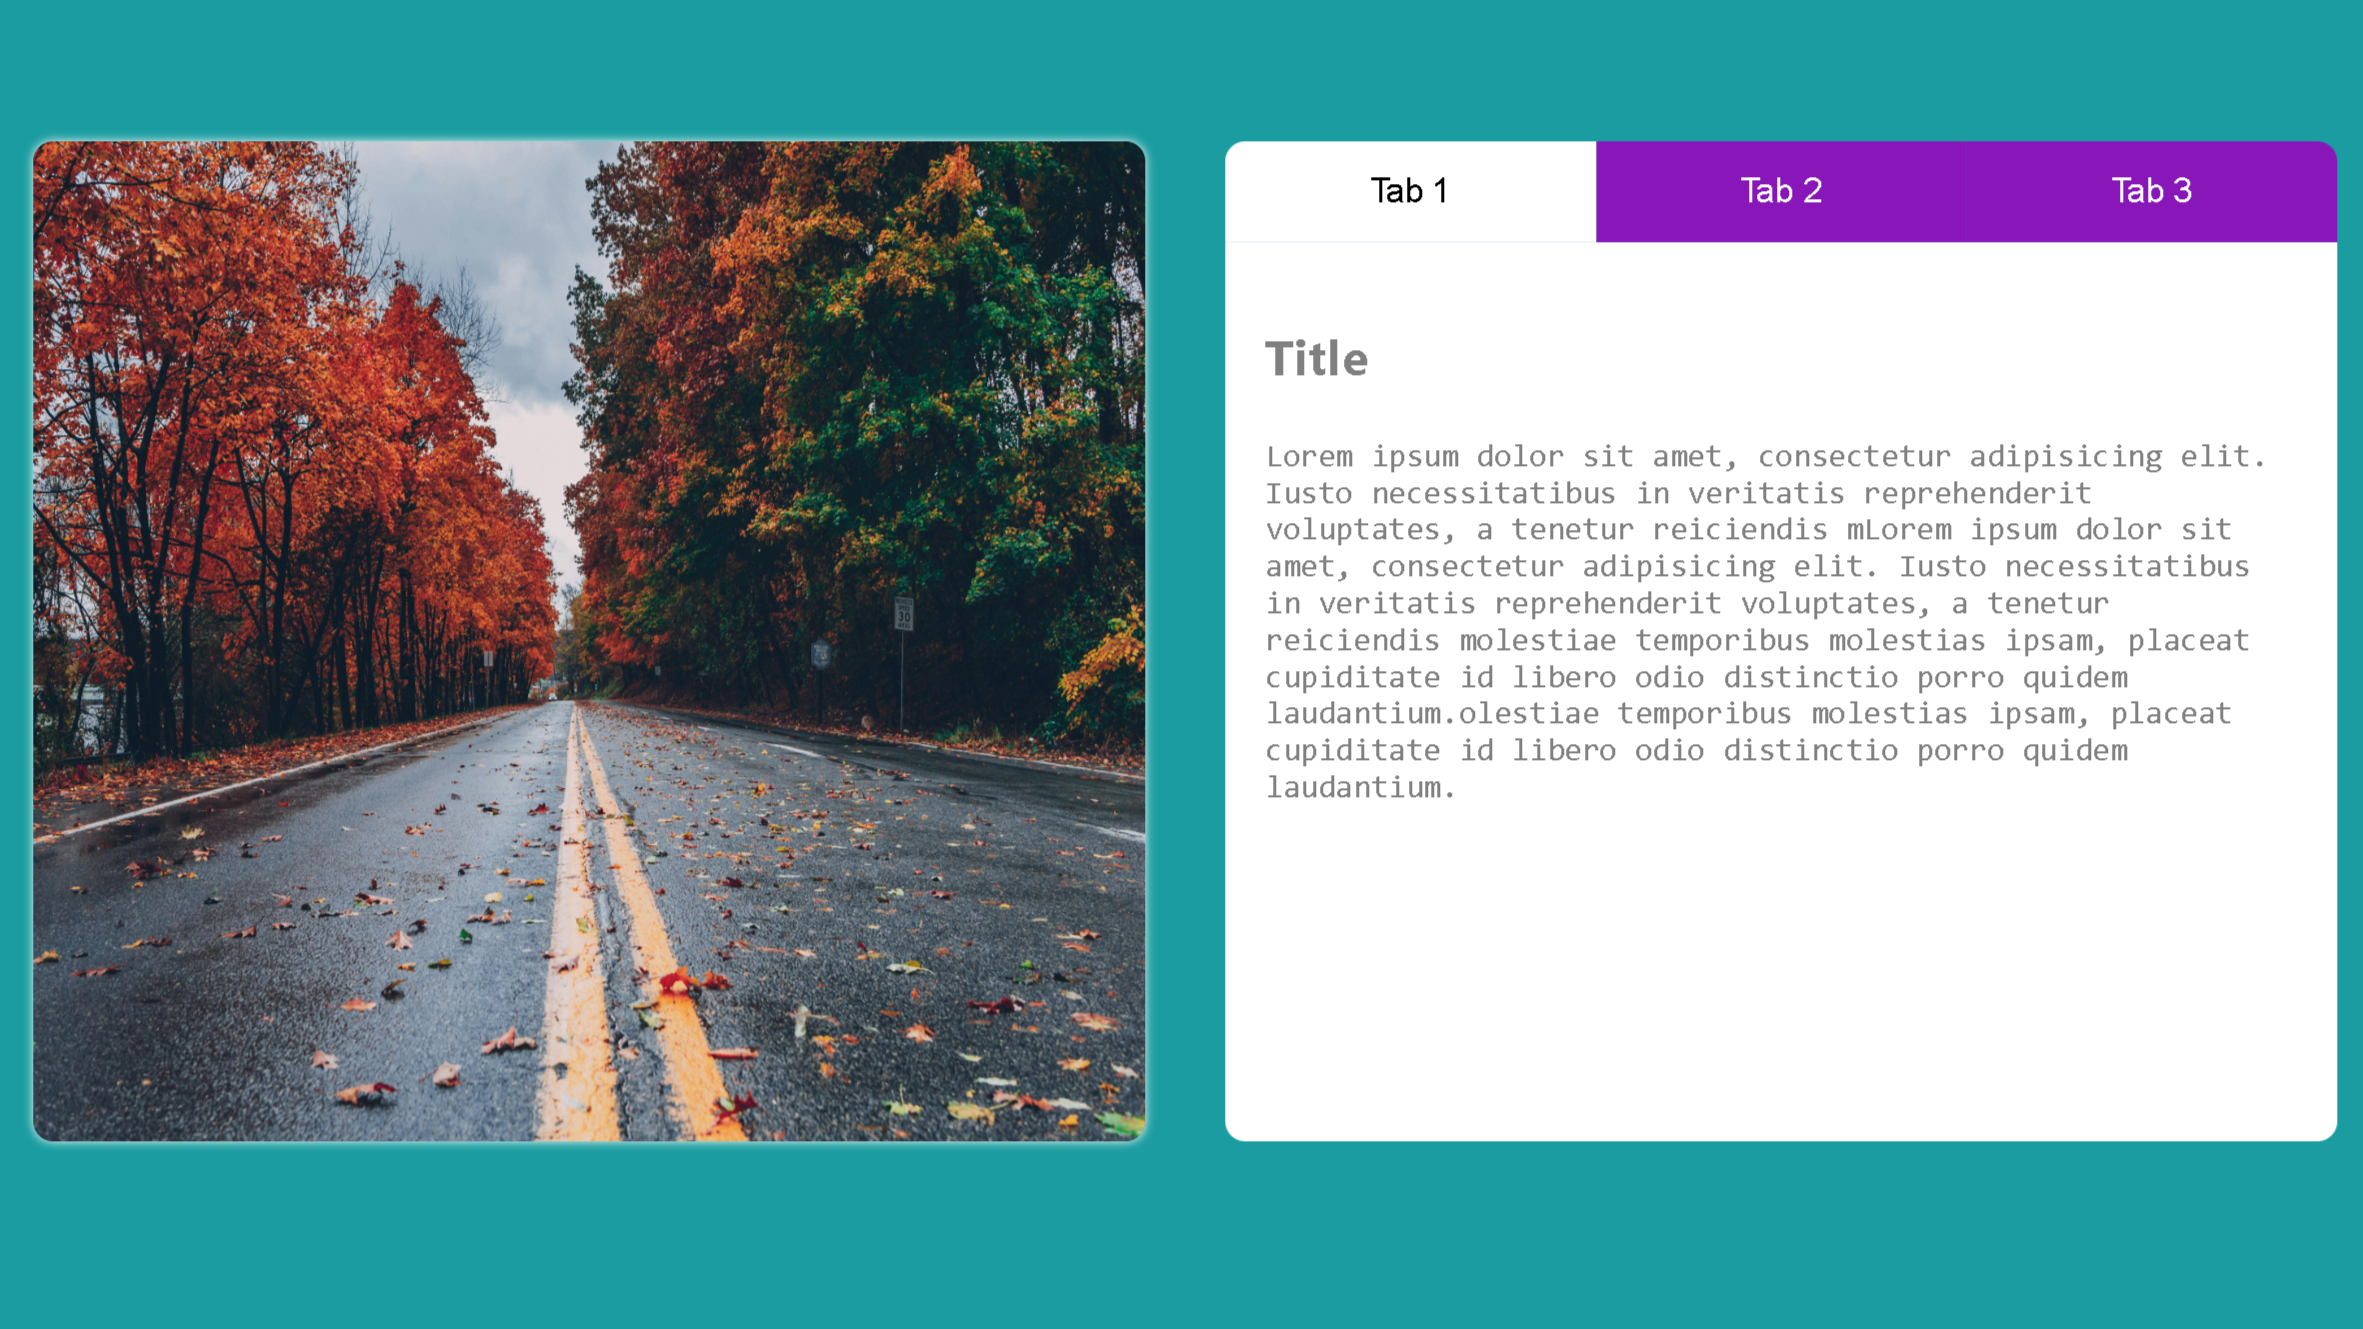 Tab 1
Tab 2
Tab 3
Title
Lorem ipsum dolor sit amet, consectetur adipisicing elit.
Iusto necessitatibus in veritatis reprehenderit
voluptates, a tenetur reiciendis mLorem ipsum dolor sit
amet, consectetur adipisicing elit. Iusto necessitatibus
in veritatis reprehenderit voluptates, a tenetur
reiciendis molestiae temporibus molestias ipsam, placeat
cupiditate id libero odio distinctio porro quidem
laudantium.olestiae temporibus molestias ipsam, placeat
cupiditate id libero odio distinctio porro quidem
laudantium.
30